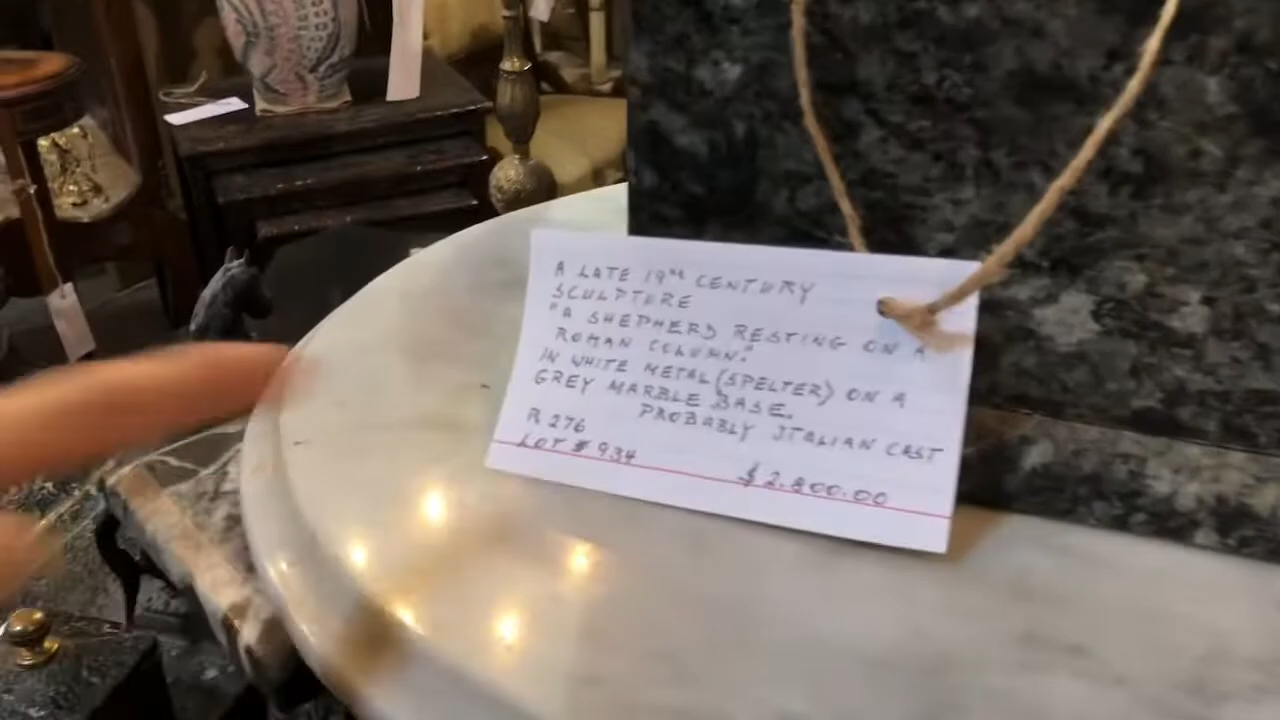 A LATE 19TH CENTURY
SCULPTURE
"A SHEPHERD RESTING ON A
ROMAN COLUMN."
IN WHITE METAL (SPELTER) ON A
GREY MARBLE BASE.
PROBABLY ITALIAN CAST
R 276
LOT # 934
$2.800.00